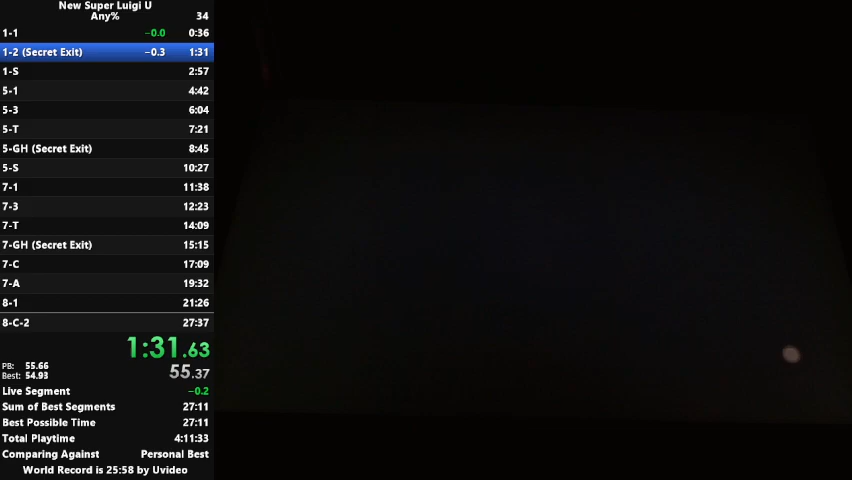 New Super Luigi U
Any% 34
1-1 −0.0 0:36
1-2 (Secret Exit) −0.3 1:31
1-S 2:57
5-1 4:42
5-3 6:04
5-T 7:21
5-GH (Secret Exit) 8:45
5-S 10:27
7-1 11:38
7-3 12:23
7-T 14:09
7-GH (Secret Exit) 15:15
7-C 17:09
7-A 19:32
8-1 21:26
8-C-2 27:37
1:31.63
PB: 55.66
Best: 54.93 55.37
Live Segment −0.2
Sum of Best Segments 27:11
Best Possible Time 27:11
Total Playtime 4:11:33
Comparing Against Personal Best
World Record is 25:58 by Uvideo